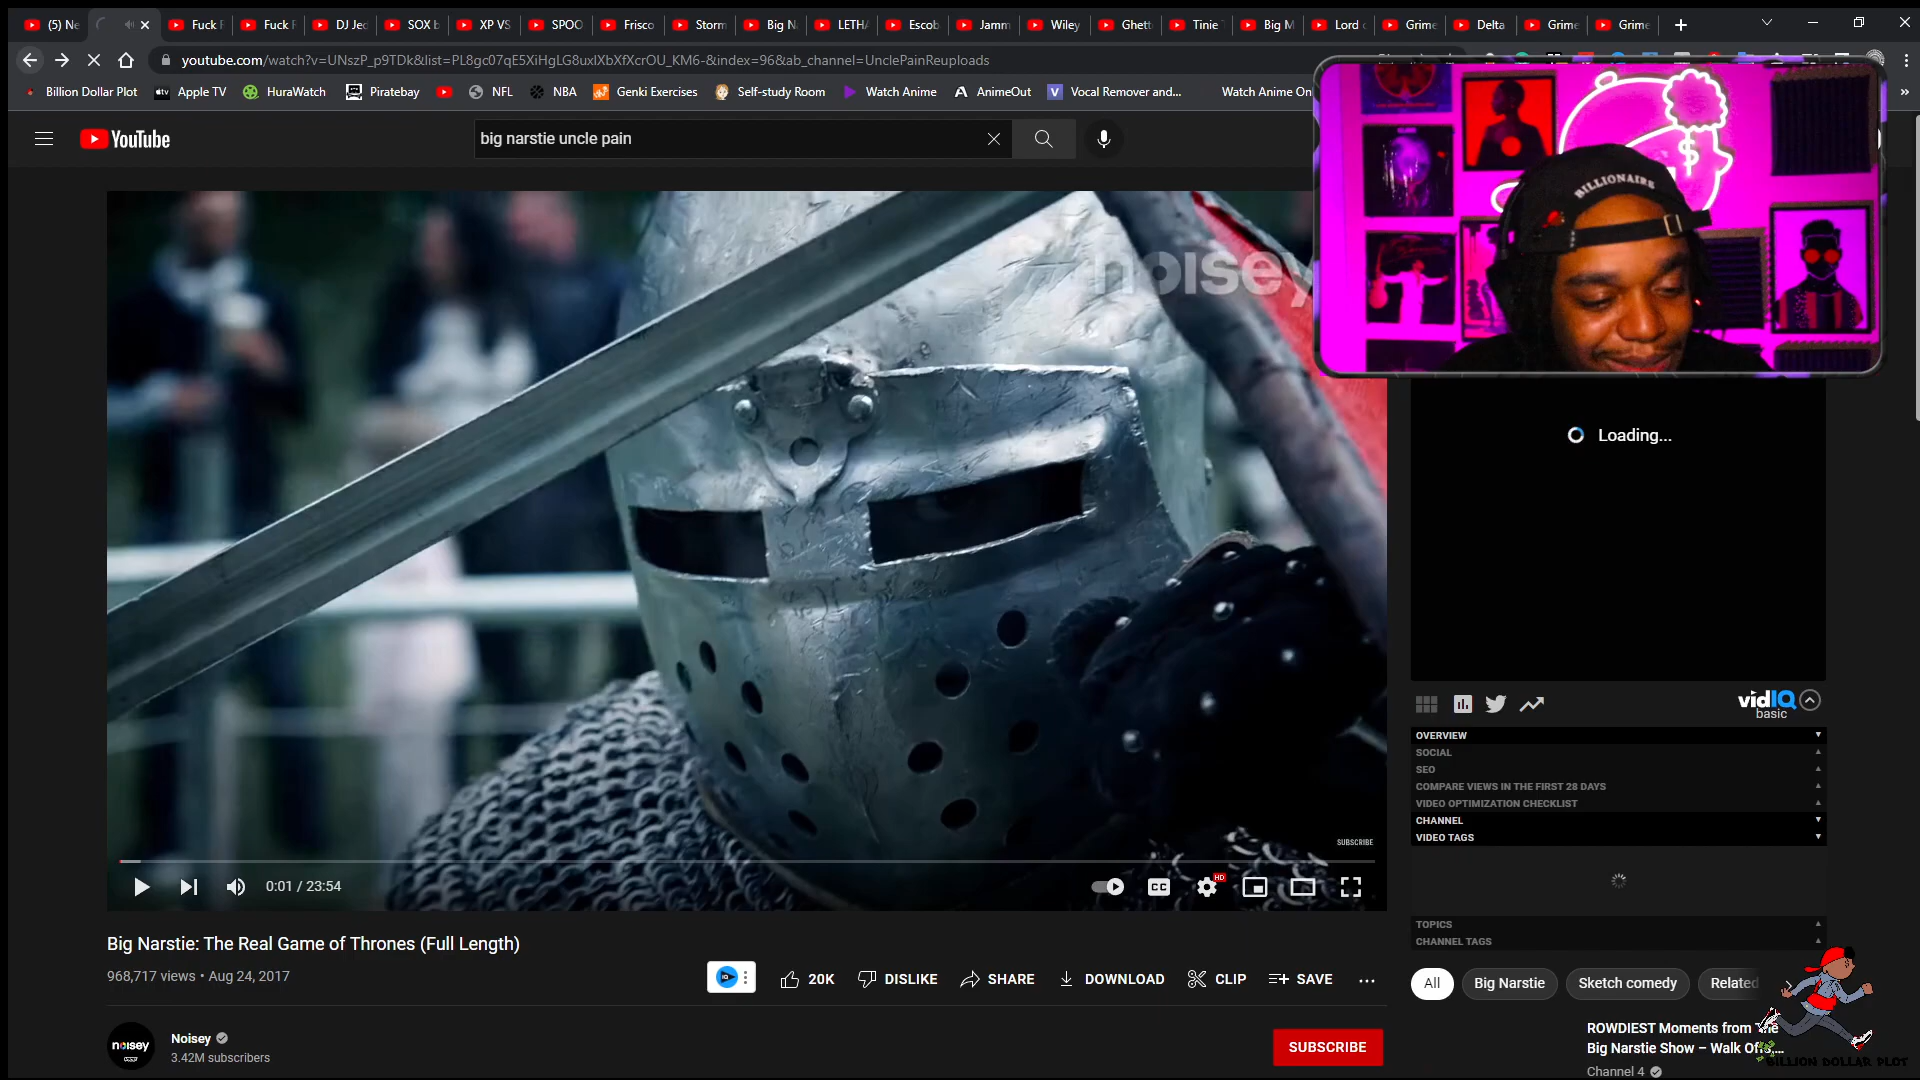 (5) Ne
Fuck F
Fuck F
DJ Jed
SOX b
XP VS
SPOO
Frisco
Storm
Big N
LETHA
Escob
Jamm
Wiley
Ghett
Tinie
Big M
Lord o
Grime
Delta
Grime
Grime
youtube.com/watch?v=UNszP_p9TDk&list=PL8gc07qE5XiHgLG8uxlXbXfXcrOU_KM6-&index=96&ab_channel=UnclePainReuploads
Billion Dollar Plot
tv Apple TV
HuraWatch
Piratebay
NFL
NBA
Genki Exercises
Self-study Room
Watch Anime
AnimeOut
Vocal Remover and...
Watch Anime On
YouTube
big narstie uncle pain
BILLIONAIRE
noisey
Loading...
vidIQ
basic
OVERVIEW
SOCIAL
SEO
COMPARE VIEWS IN THE FIRST 28 DAYS
VIDEO OPTIMIZATION CHECKLIST
CHANNEL
VIDEO TAGS
SUBSCRIBE
0:01 / 23:54
CC
HD
TOPICS
CHANNEL TAGS
Big Narstie: The Real Game of Thrones (Full Length)
968,717 views • Aug 24, 2017
20K
DISLIKE
SHARE
DOWNLOAD
CLIP
SAVE
All
Big Narstie
Sketch comedy
Related
noisey
Noisey
3.42M subscribers
SUBSCRIBE
ROWDIEST Moments from The
Big Narstie Show – Walk Offs,...
Channel 4
BILLION DOLLAR PLOT